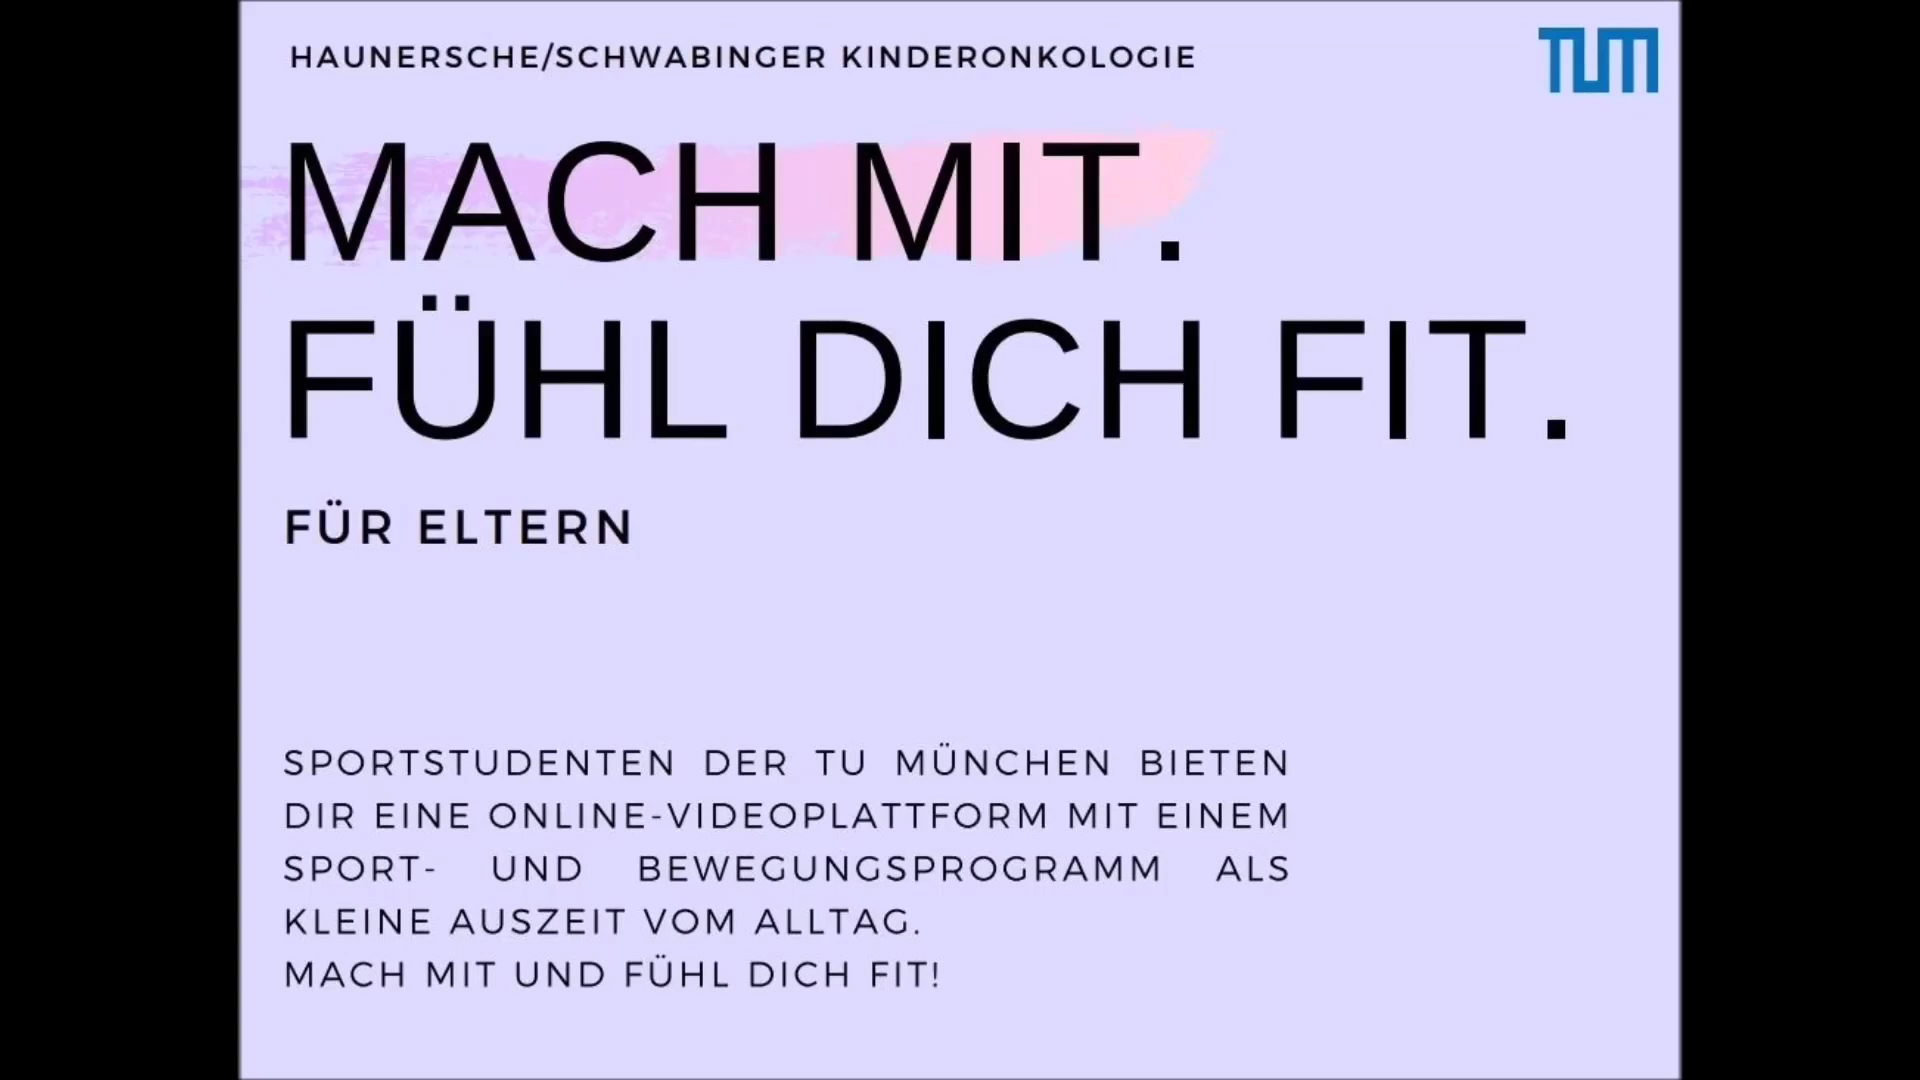 HAUNERSCHE/SCHWABINGER KINDERONKOLOGIE
TUM
MACH MIT.
FÜHL DICH FIT.
FÜR ELTERN
SPORTSTUDENTEN DER TU MÜNCHEN BIETEN
DIR EINE ONLINE-VIDEOPLATTFORM MIT EINEM
SPORT- UND BEWEGUNGSPROGRAMM ALS
KLEINE AUSZEIT VOM ALLTAG.
MACH MIT UND FÜHL DICH FIT!